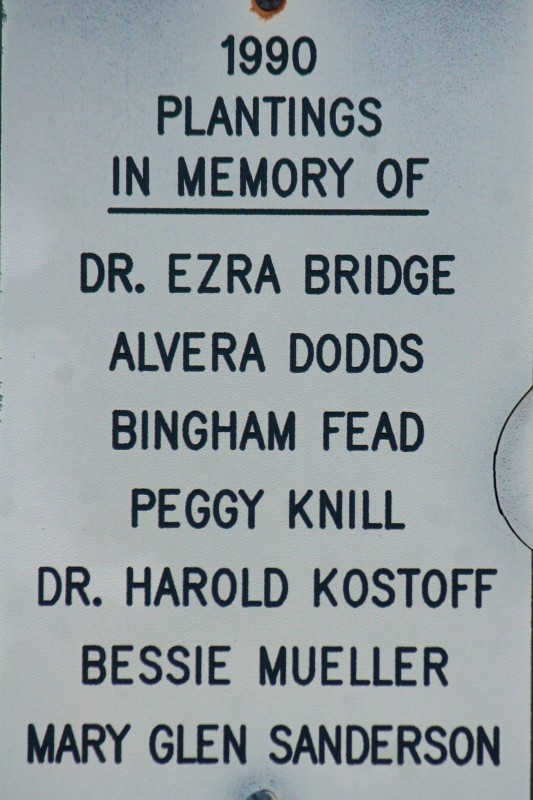 1990
PLANTINGS
IN MEMORY OF
DR. EZRA BRIDGE
ALVERA DODDS
BINGHAM FEAD
PEGGY KNILL
DR. HAROLD KOSTOFF
BESSIE MUELLER
MARY GLEN SANDERSON